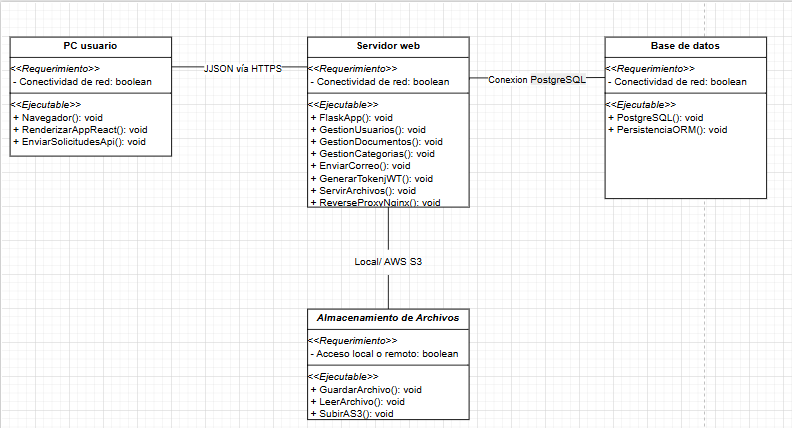 PC usuario
<<Requerimiento>>
- Conectividad de red: boolean
<<Ejecutable>>
+ Navegador(): void
+ RenderizarAppReact(): void
+ EnviarSolicitudesApi(): void
JJSON vía HTTPS
Servidor web
<<Requerimiento>>
- Conectividad de red: boolean
<<Ejecutable>>
+ FlaskApp(): void
+ GestionUsuarios(): void
+ GestionDocumentos(): void
+ GestionCategorias(): void
+ EnviarCorreo(): void
+ GenerarTokenjWT(): void
+ ServirArchivos(): void
+ ReverseProxyNginx(): void
Conexion PostgreSQL
Base de datos
<<Requerimiento>>
- Conectividad de red: boolean
<<Ejecutable>>
+ PostgreSQL(): void
+ PersistenciaORM(): void
Local/ AWS S3
Almacenamiento de Archivos
<<Requerimiento>>
- Acceso local o remoto: boolean
<<Ejecutable>>
+ GuardarArchivo(): void
+ LeerArchivo(): void
+ SubirAS3(): void